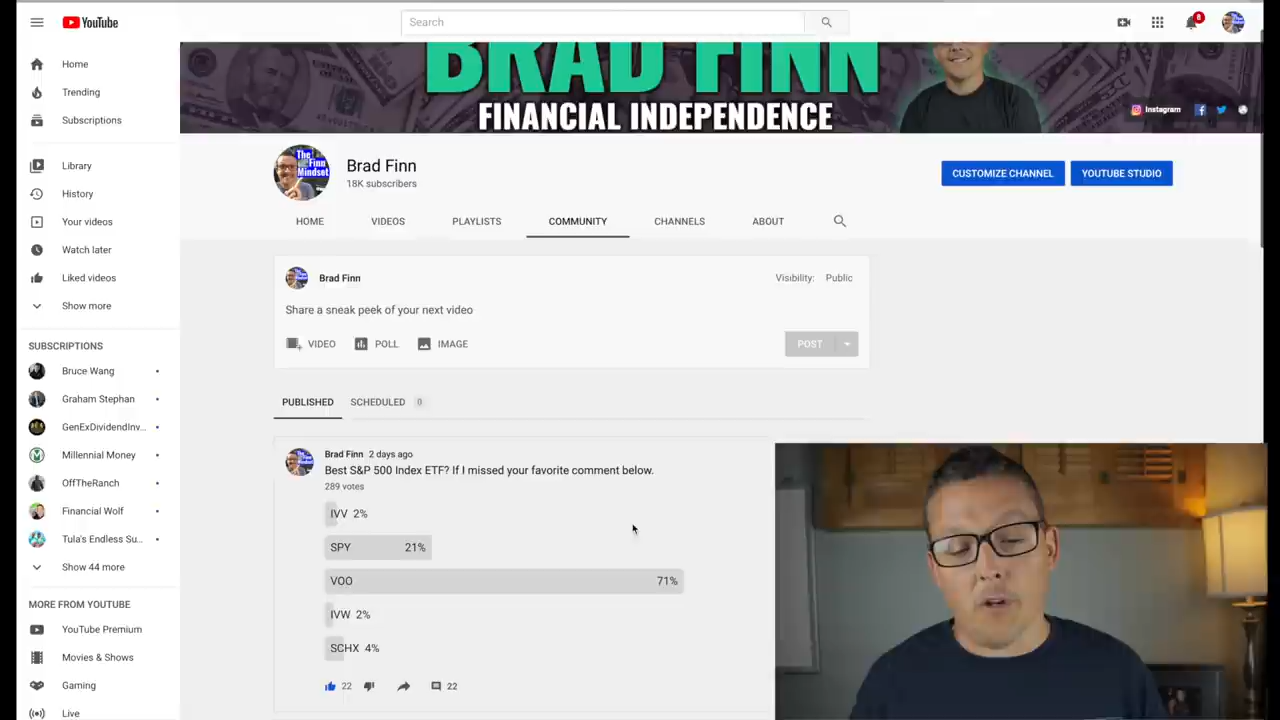 YouTube
Search
8
Home
Trending
Subscriptions
Library
History
Your videos
Watch later
Liked videos
Show more
SUBSCRIPTIONS
Bruce Wang
Graham Stephan
GenExDividendInv...
Millennial Money
OffTheRanch
Financial Wolf
Tula's Endless Su...
Show 44 more
MORE FROM YOUTUBE
YouTube Premium
Movies & Shows
Gaming
Live
BRAD FINN
FINANCIAL INDEPENDENCE
Instagram
The
Finn
Mindset
Brad Finn
18K subscribers
CUSTOMIZE CHANNEL
YOUTUBE STUDIO
HOME
VIDEOS
PLAYLISTS
COMMUNITY
CHANNELS
ABOUT
Brad Finn
Visibility: Public
Share a sneak peek of your next video
VIDEO
POLL
IMAGE
POST
PUBLISHED
SCHEDULED 0
Brad Finn 2 days ago
Best S&P 500 Index ETF? If I missed your favorite comment below.
289 votes
IVV 2%
SPY 21%
VOO 71%
IVW 2%
SCHX 4%
22
22